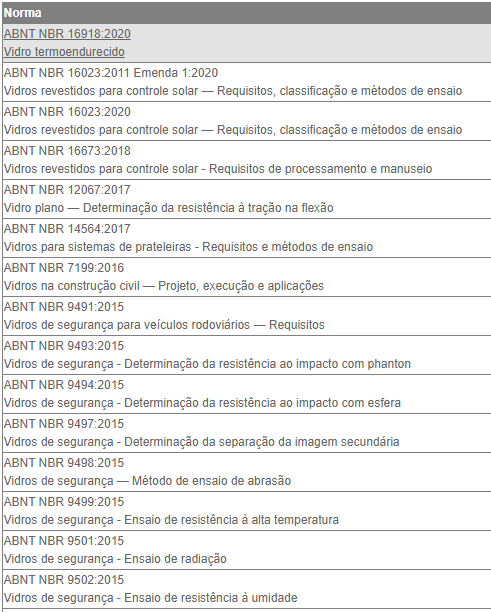 Norma
ABNT NBR 16918:2020
Vidro termoendurecido
ABNT NBR 16023:2011 Emenda 1:2020
Vidros revestidos para controle solar — Requisitos, classificação e métodos de ensaio
ABNT NBR 16023:2020
Vidros revestidos para controle solar — Requisitos, classificação e métodos de ensaio
ABNT NBR 16673:2018
Vidros revestidos para controle solar - Requisitos de processamento e manuseio
ABNT NBR 12067:2017
Vidro plano — Determinação da resistência à tração na flexão
ABNT NBR 14564:2017
Vidros para sistemas de prateleiras - Requisitos e métodos de ensaio
ABNT NBR 7199:2016
Vidros na construção civil — Projeto, execução e aplicações
ABNT NBR 9491:2015
Vidros de segurança para veículos rodoviários — Requisitos
ABNT NBR 9493:2015
Vidros de segurança - Determinação da resistência ao impacto com phanton
ABNT NBR 9494:2015
Vidros de segurança - Determinação da resistência ao impacto com esfera
ABNT NBR 9497:2015
Vidros de segurança - Determinação da separação da imagem secundária
ABNT NBR 9498:2015
Vidros de segurança — Método de ensaio de abrasão
ABNT NBR 9499:2015
Vidros de segurança - Ensaio de resistência à alta temperatura
ABNT NBR 9501:2015
Vidros de segurança - Ensaio de radiação
ABNT NBR 9502:2015
Vidros de segurança - Ensaio de resistência à umidade